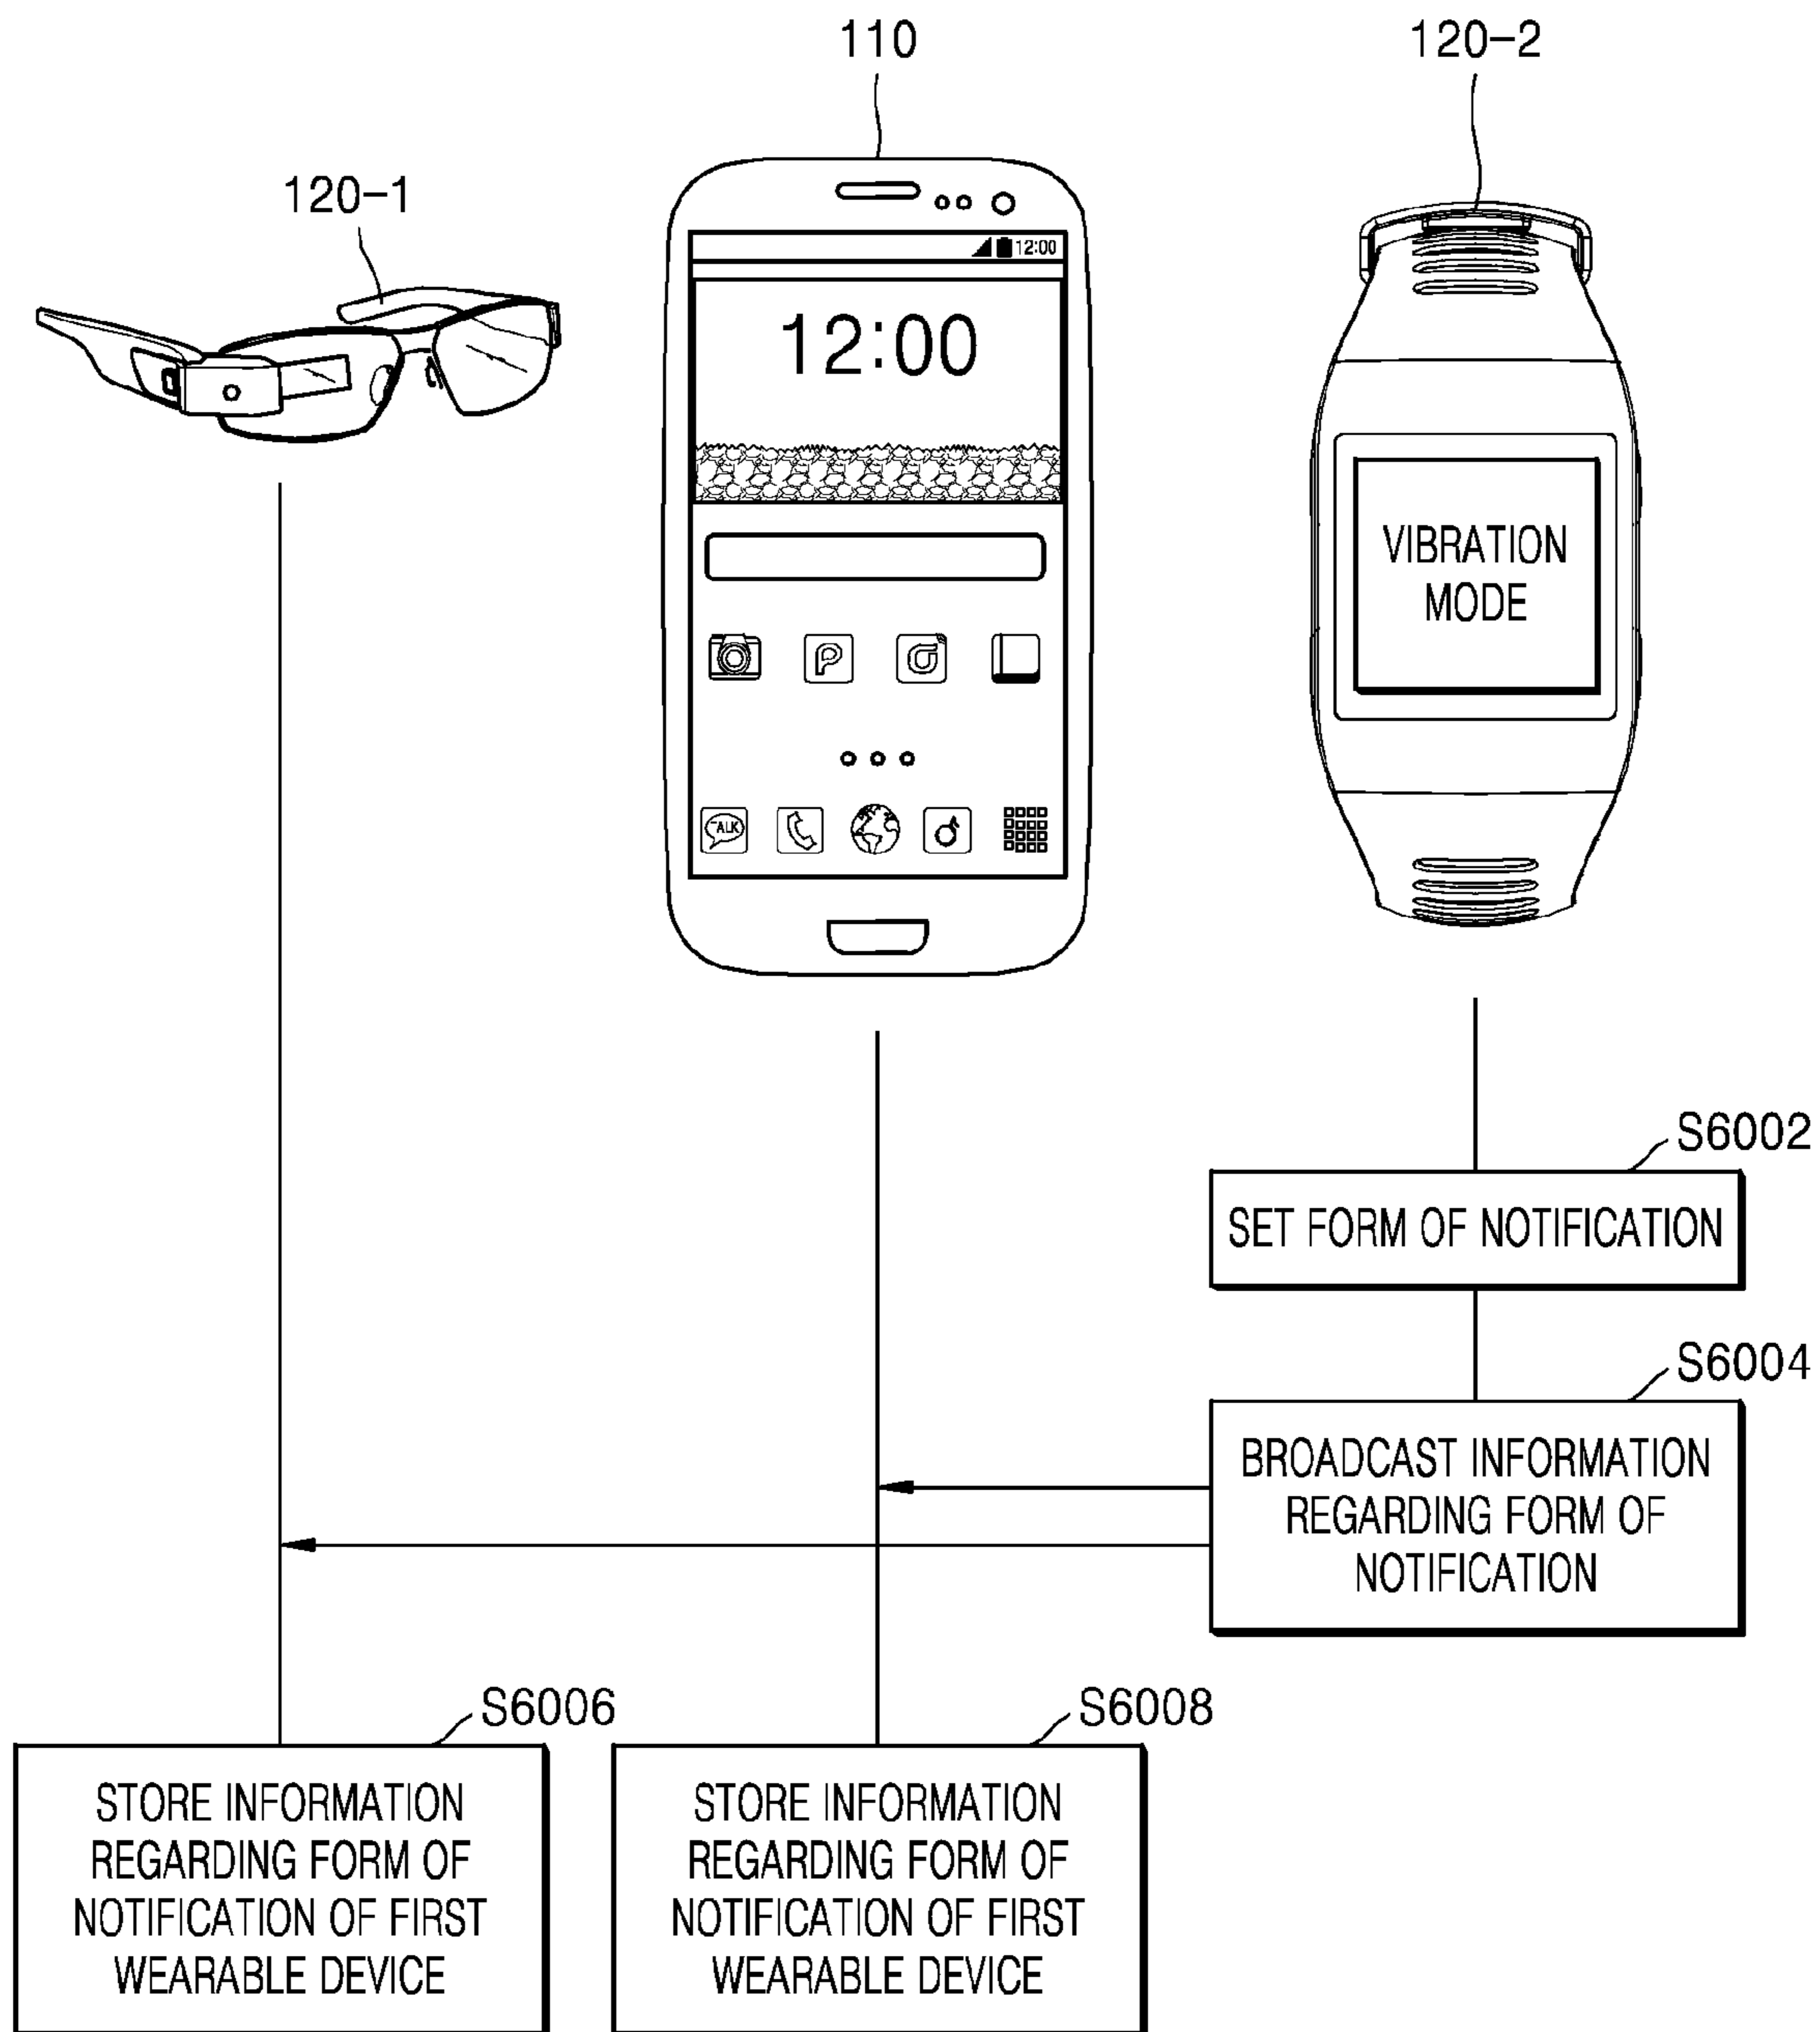 110
120-2
120-1
12:00
12:00
VIBRATION
MODE
TALK
S6002
SET FORM OF NOTIFICATION
S6004
BROADCAST INFORMATION
REGARDING FORM OF
NOTIFICATION
S6006
STORE INFORMATION
REGARDING FORM OF
NOTIFICATION OF FIRST
WEARABLE DEVICE
S6008
STORE INFORMATION
REGARDING FORM OF
NOTIFICATION OF FIRST
WEARABLE DEVICE